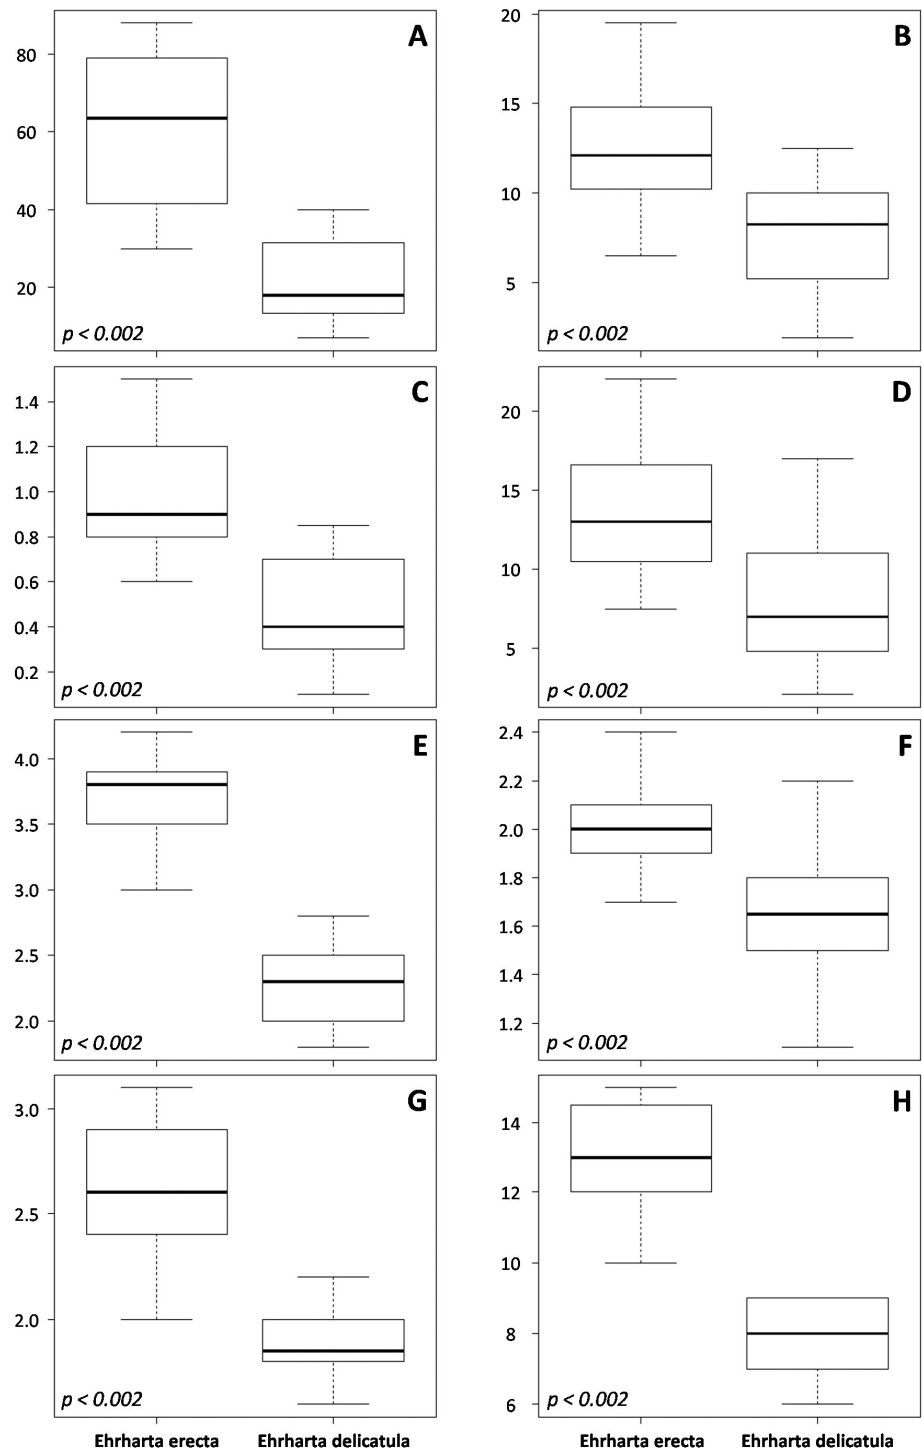 A
80
60
40
20
p < 0.002
B
20
15
10
5
p < 0.002
C
1.4
1.2
1.0
0.8
0.6
0.4
0.2
p < 0.002
D
20
15
10
5
p < 0.002
E
4.0
3.5
3.0
2.5
2.0
p < 0.002
F
2.4
2.2
2.0
1.8
1.6
1.4
1.2
p < 0.002
G
3.0
2.5
2.0
p < 0.002
H
14
12
10
8
6
p < 0.002
Ehrharta erecta Ehrharta delicatula Ehrharta erecta Ehrharta delicatula